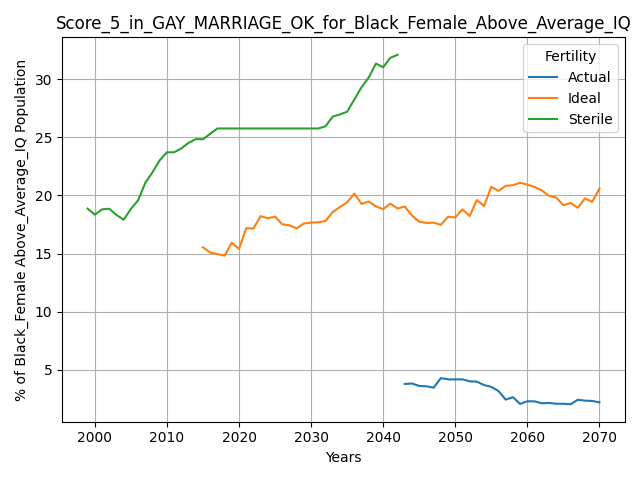 Score_5_in_GAY_MARRIAGE_OK_for_Black_Female_Above_Average_IQ
% of Black_Female Above_Average_IQ Population
30
25
20
15
10
5
Fertility
Actual
Ideal
Sterile
2000 2010 2020 2030 2040 2050 2060 2070
Years